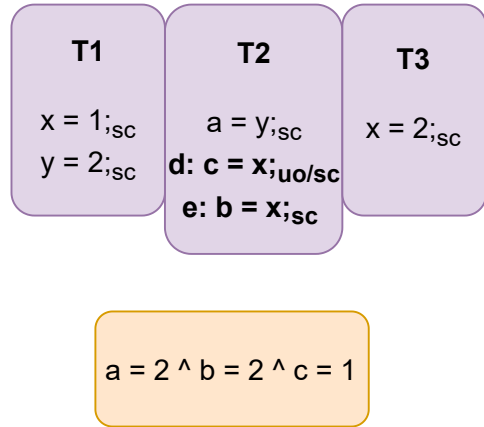 T1
x = 1;sc
y = 2;sc
T2
a = y;sc
d: c = x;uo/sc
e: b = x;sc
T3
x = 2;sc
a = 2 ^ b = 2 ^ c = 1